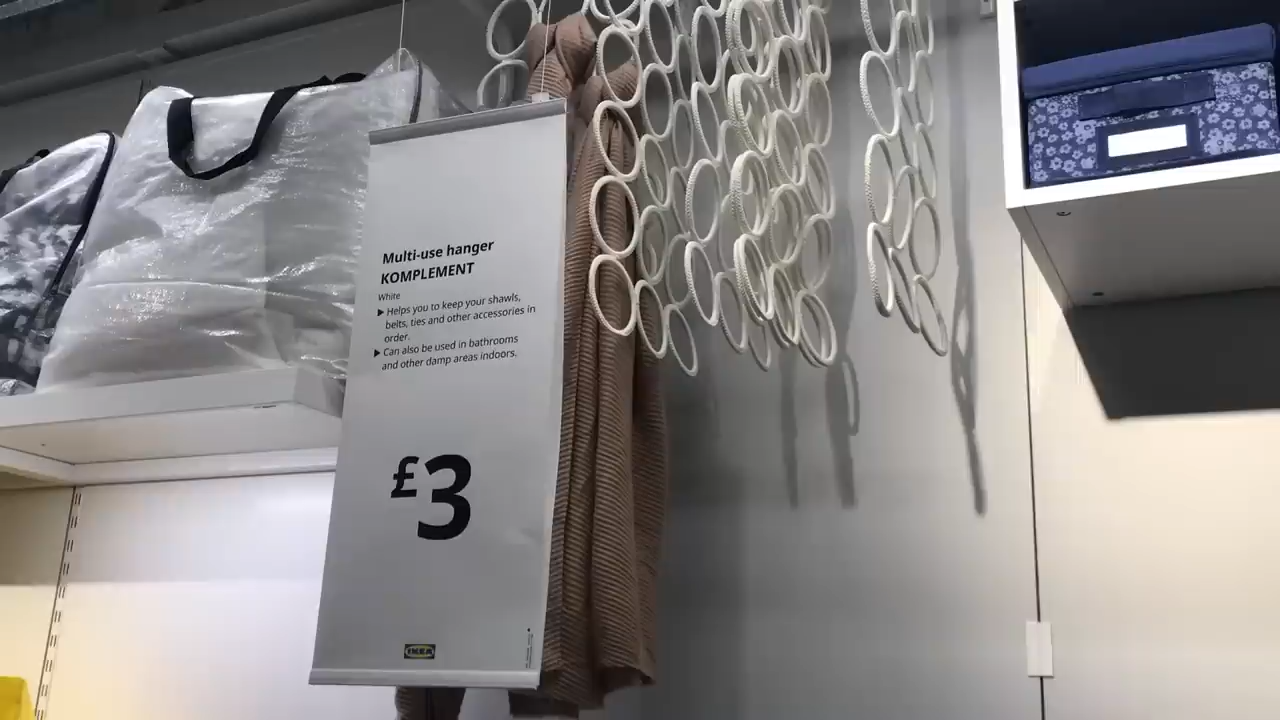 Multi-use hanger
KOMPLEMENT
White
▶ Helps you to keep your shawls,
belts, ties and other accessories in
order.
▶ Can also be used in bathrooms
and other damp areas indoors.
£3
IKEA